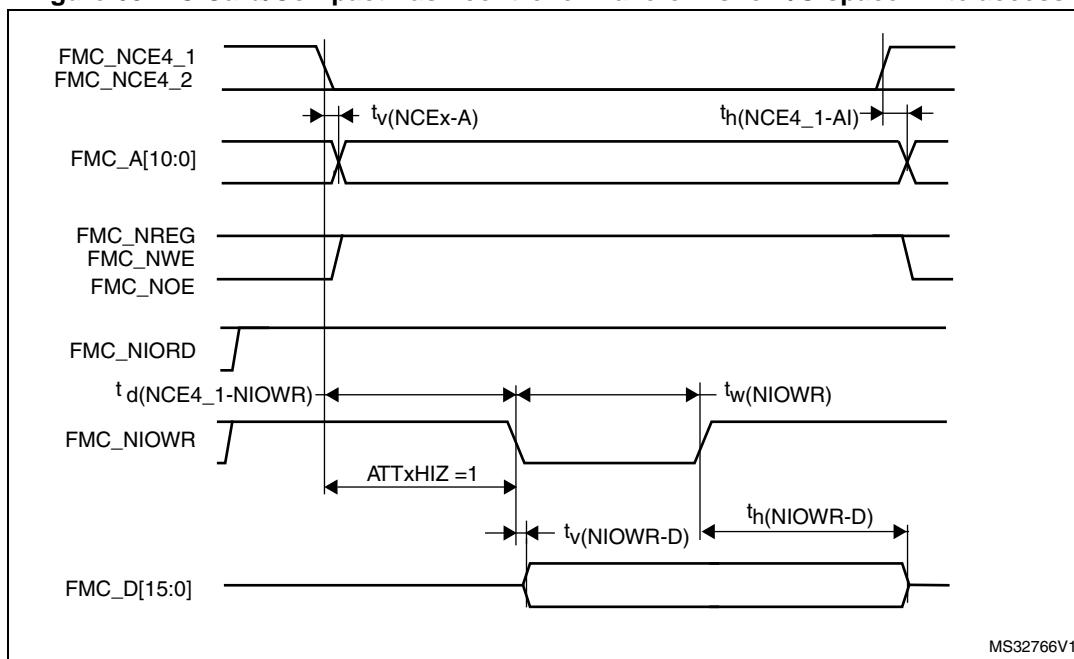 FMC_NCE4_1
FMC_NCE4_2
tv(NCEx-A)
th(NCE4_1-AI)
FMC_A[10:0]
FMC_NREG
FMC_NWE
FMC_NOE
FMC_NIORD
td(NCE4_1-NIOWR)
tw(NIOWR)
FMC_NIOWR
ATTxHIZ =1
th(NIOWR-D)
tv(NIOWR-D)
FMC_D[15:0]
MS32766V1